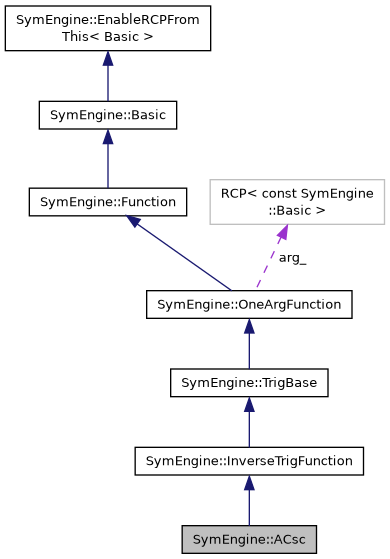 SymEngine::EnableRCPFrom
This< Basic >
SymEngine::Basic
SymEngine::Function
RCP< const SymEngine
::Basic >
arg_
SymEngine::OneArgFunction
SymEngine::TrigBase
SymEngine::InverseTrigFunction
SymEngine::ACsc